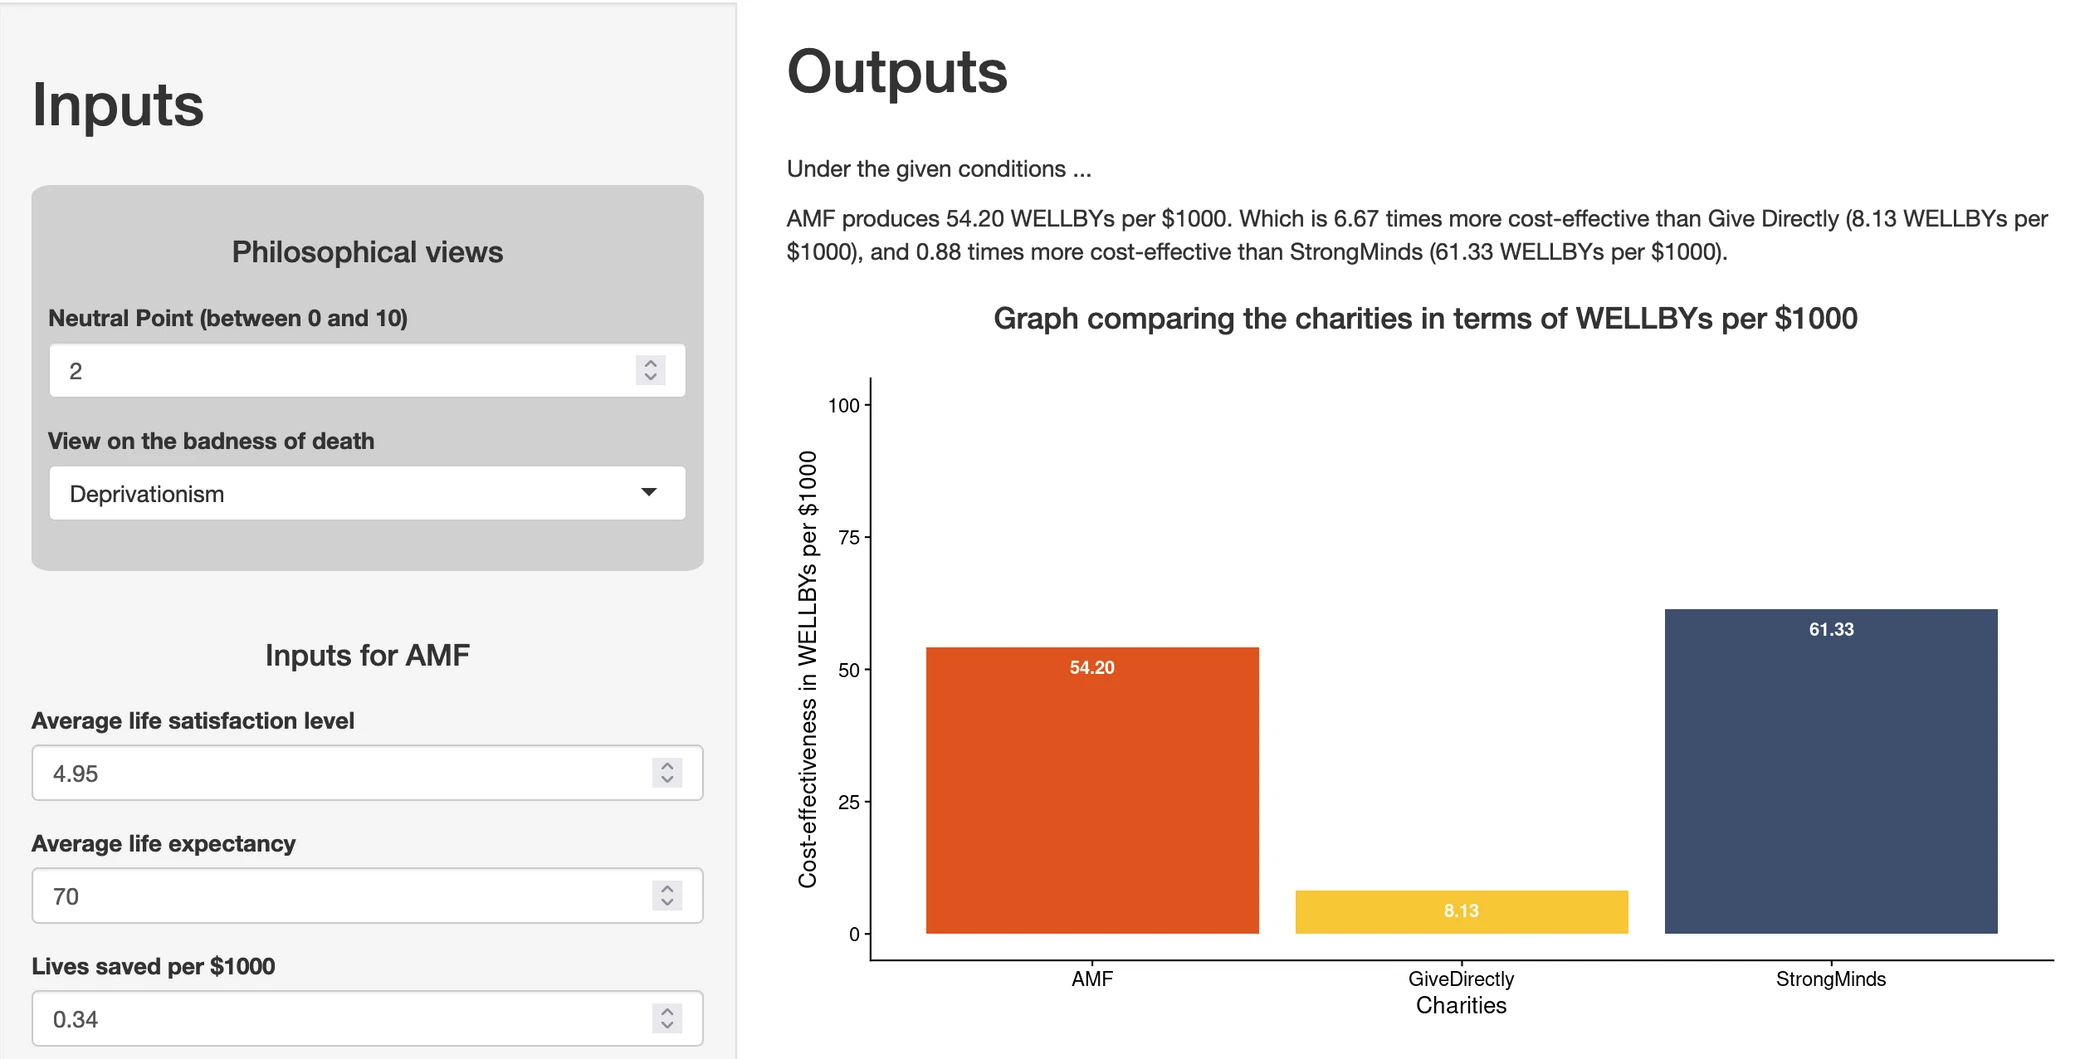 Inputs
Philosophical views
Neutral Point (between 0 and 10)
2
View on the badness of death
Deprivationism
Inputs for AMF
Average life satisfaction level
4.95
Average life expectancy
70
Lives saved per $1000
0.34
Outputs
Under the given conditions ...
AMF produces 54.20 WELLBYs per $1000. Which is 6.67 times more cost-effective than Give Directly (8.13 WELLBYs per
$1000), and 0.88 times more cost-effective than StrongMinds (61.33 WELLBYs per $1000).
Graph comparing the charities in terms of WELLBYs per $1000
Cost-effectiveness in WELLBYs per $1000
100
75
50
25
0
54.20
8.13
61.33
AMF
GiveDirectly
StrongMinds
Charities